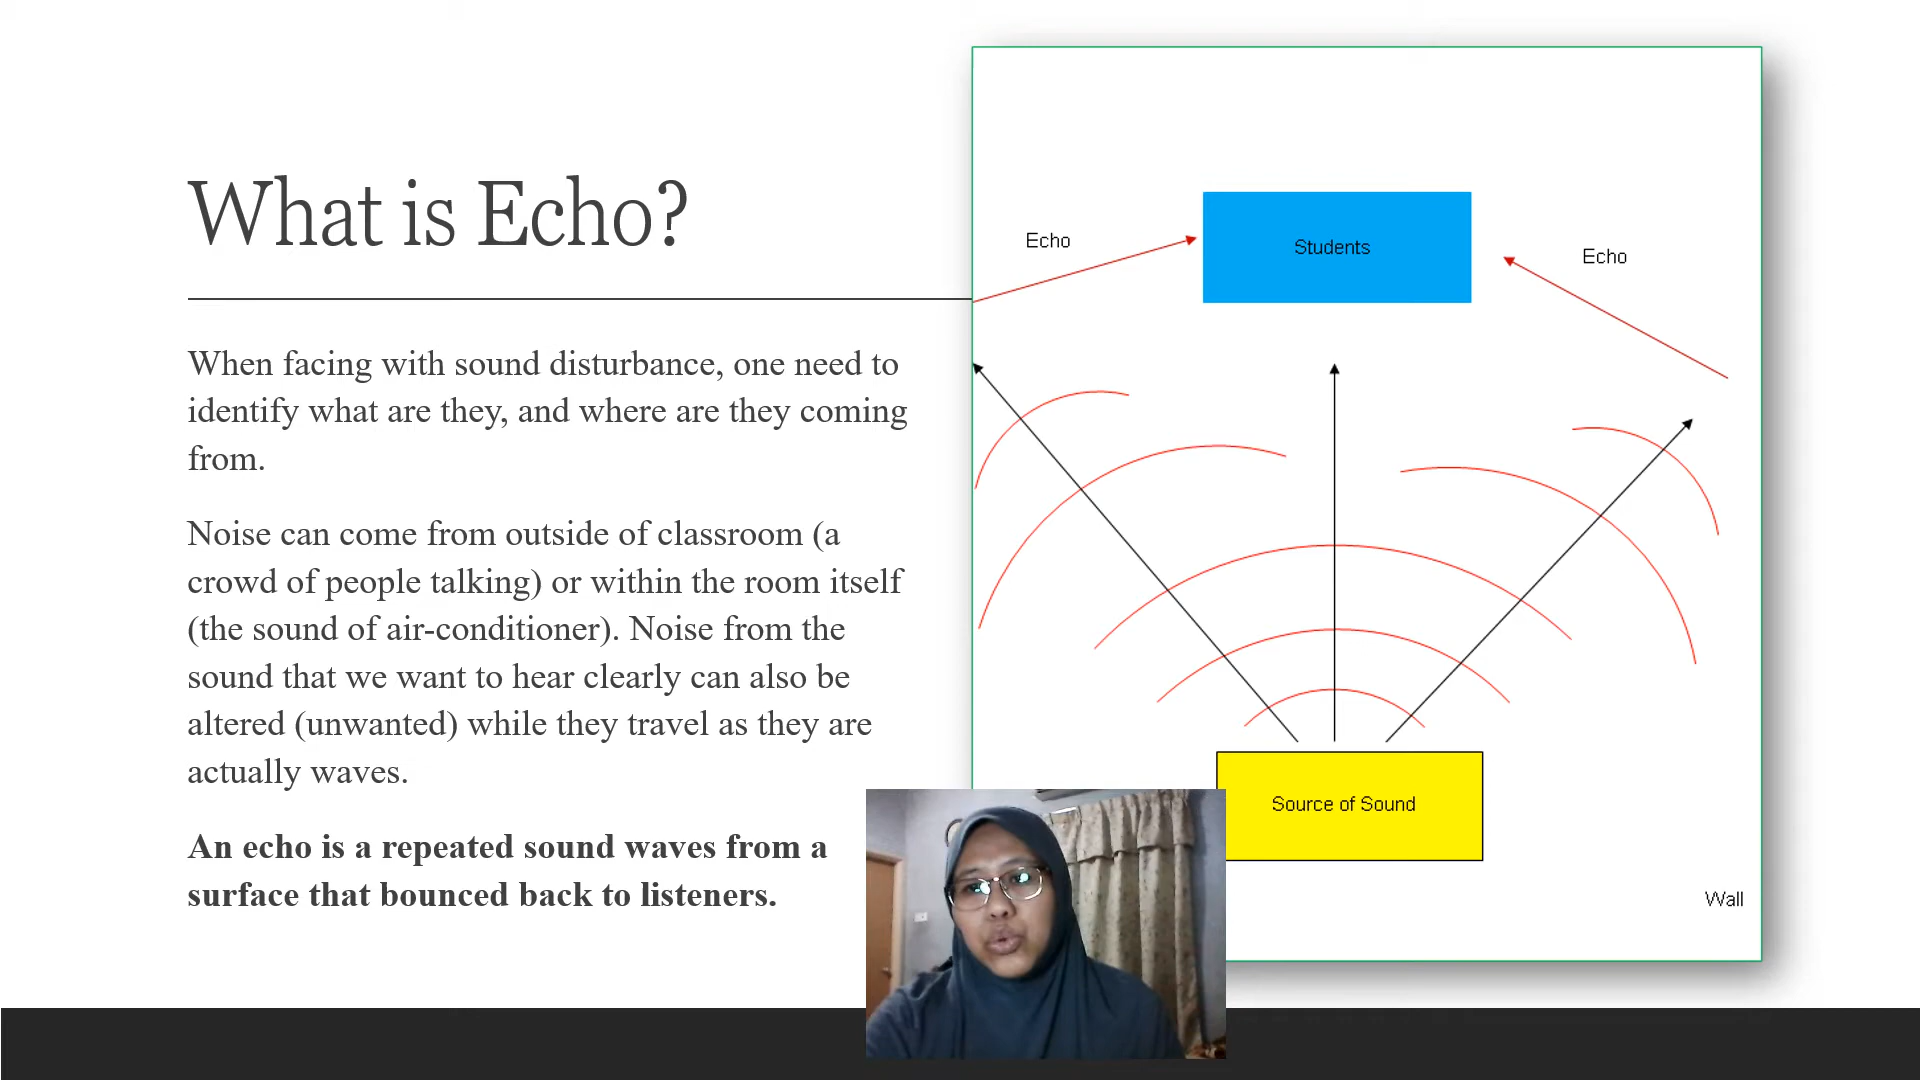 What is Echo?
When facing with sound disturbance, one need to
identify what are they, and where are they coming
from.
Noise can come from outside of classroom (a
crowd of people talking) or within the room itself
(the sound of air-conditioner). Noise from the
sound that we want to hear clearly can also be
altered (unwanted) while they travel as they are
actually waves.
An echo is a repeated sound waves from a
surface that bounced back to listeners.
Echo
Students
Echo
Source of Sound
Wall